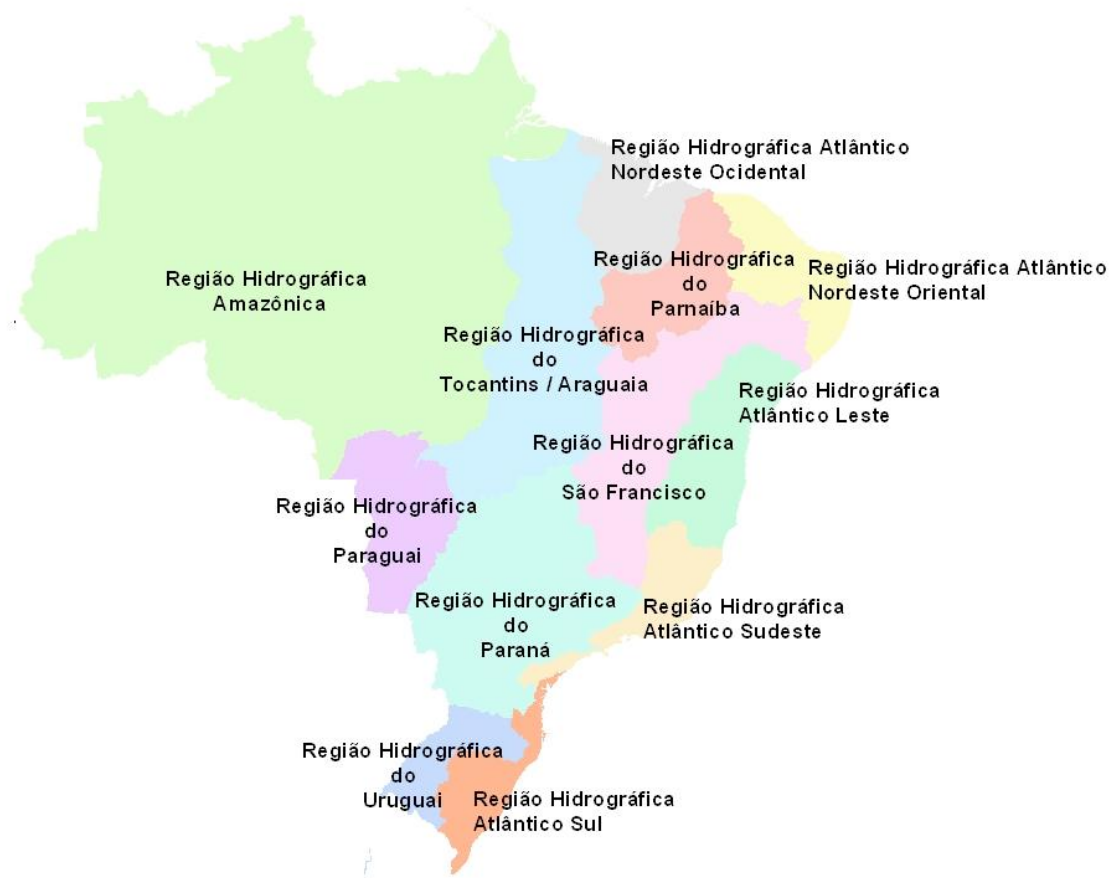 Região Hidrográfica Atlântico
Nordeste Ocidental
Região Hidrográfica
do
Parnaíba
Região Hidrográfica Atlântico
Nordeste Oriental
Região Hidrográfica
Amazônica
Região Hidrográfica
do
Tocantins / Araguaia
Região Hidrográfica
Atlântico Leste
Região Hidrográfica
do
São Francisco
Região Hidrográfica
do
Paraguai
Região Hidrográfica
do
Paraná
Região Hidrográfica
Atlântico Sudeste
Região Hidrográfica
do
Uruguai
Região Hidrográfica
Atlântico Sul